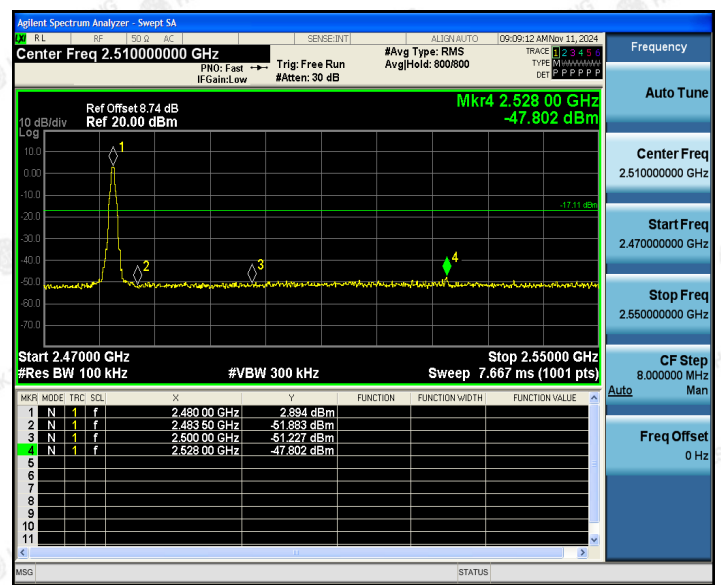 Agilent Spectrum Analyzer - Swept SA
LXI RL RF 50 Ω AC SENSE:INT ALIGN AUTO 09:09:12 AM Nov 11, 2024
Center Freq 2.510000000 GHz
PNO: Fast
IFGain:Low
Trig: Free Run
#Atten: 30 dB
#Avg Type: RMS
Avg|Hold: 800/800
TRACE 1 2 3 4 5 6
TYPE M W W W W W
DET P P P P P P
Mkr4 2.528 00 GHz
-47.802 dBm
Ref Offset 8.74 dB
10 dB/div Ref 20.00 dBm
Log
10.0
0.00
-10.0
-20.0
-30.0
-40.0
-50.0
-60.0
-70.0
1
2
3
4
-17.11 dBm
Start 2.47000 GHz Stop 2.55000 GHz
#Res BW 100 kHz #VBW 300 kHz Sweep 7.667 ms (1001 pts)
MKR MODE TRC SCL X Y FUNCTION FUNCTION WIDTH FUNCTION VALUE
1 N 1 f 2.480 00 GHz 2.894 dBm
2 N 1 f 2.483 50 GHz -51.883 dBm
3 N 1 f 2.500 00 GHz -51.227 dBm
4 N 1 f 2.528 00 GHz -47.802 dBm
5
6
7
8
9
10
11
MSG STATUS
Frequency
Auto Tune
Center Freq
2.510000000 GHz
Start Freq
2.470000000 GHz
Stop Freq
2.550000000 GHz
CF Step
8.000000 MHz
Auto Man
Freq Offset
0 Hz